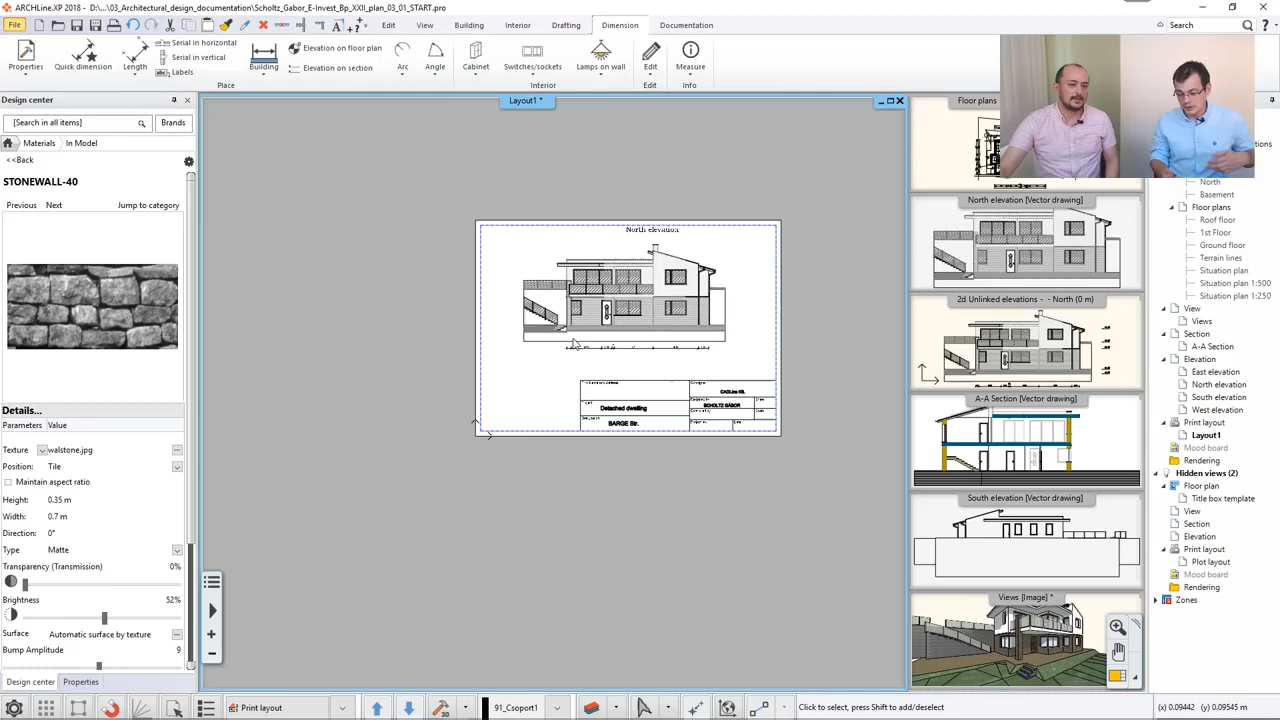 ARCHLine.XP 2018 - D:\...\03_Architectural_design_documentation\Scholtz_Gabor_E-Invest_Bp_XXII_plan_03_01_START.pro
File
Edit
View
Building
Interior
Drafting
Dimension
Documentation
Search
Properties
Quick dimension
Length
Serial in horizontal
Serial in vertical
Labels
Building
Elevation on floor plan
Elevation on section
Arc
Angle
Cabinet
Switches/sockets
Lamps on wall
Edit
Measure
Place
Interior
Edit
Info
Design center
[Search in all items]
Brands
Materials
In Model
<<Back
STONEWALL-40
Previous
Next
Jump to category
Details...
Parameters
Value
Texture
walstone.jpg
Position:
Tile
Maintain aspect ratio
Height:
0.35 m
Width:
0.7 m
Direction:
0°
Type
Matte
Transparency (Transmission)
0%
Brightness
52%
Surface
Automatic surface by texture
Bump Amplitude
9
Design center
Properties
Layout1 *
North elevation
Detached dwelling
BARGE Str.
CADLine Kft.
SCHOLTZ GÁBOR
Floor plans
North elevation [Vector drawing]
2d Unlinked elevations - - North (0 m)
A-A Section [Vector drawing]
South elevation [Vector drawing]
Views [Image] *
North
Basement
Floor plans
Roof floor
1st Floor
Ground floor
Terrain lines
Situation plan
Situation plan 1:500
Situation plan 1:250
View
Views
Section
A-A Section
Elevation
East elevation
North elevation
South elevation
West elevation
Print layout
Layout1
Mood board
Rendering
Hidden views (2)
Floor plan
Title box template
View
Section
Elevation
Print layout
Plot layout
Mood board
Rendering
Zones
Print layout
91_Csoport1
Click to select, press Shift to add/deselect
(x) 0.09442
(y) 0.09545 m